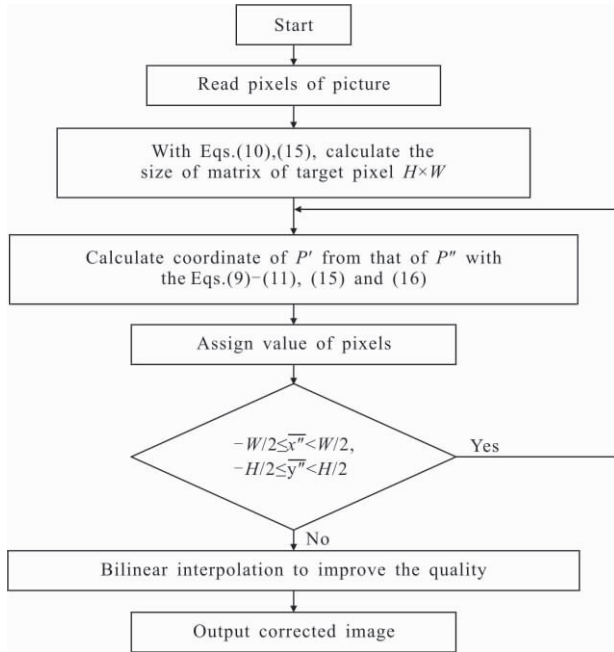 Start
Read pixels of picture
With Eqs.(10),(15), calculate the
size of matrix of target pixel H×W
Calculate coordinate of P′ from that of P″ with
the Eqs.(9)−(11), (15) and (16)
Assign value of pixels
−W/2≤x̅″̅<W/2,
−H/2≤y̅″̅<H/2
Yes
No
Bilinear interpolation to improve the quality
Output corrected image